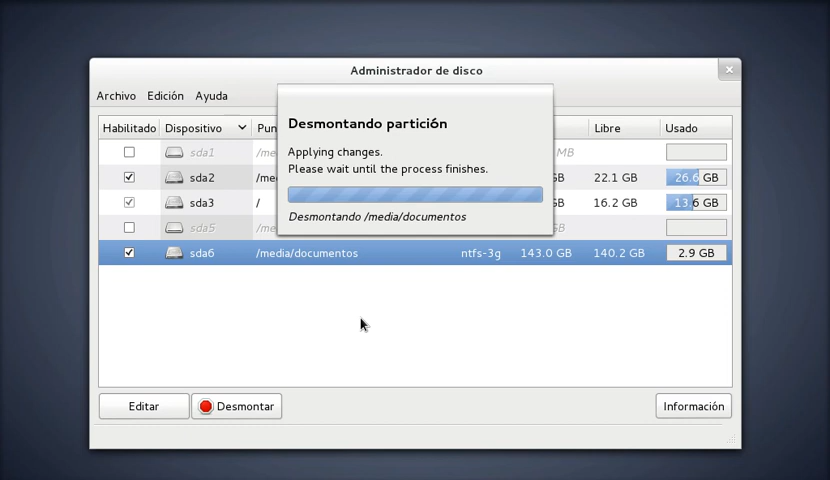 Administrador de disco
Archivo Edición Ayuda
Habilitado Dispositivo Libre Usado
Desmontando partición
Applying changes.
Please wait until the process finishes.
Desmontando /media/documentos
sda1 MB
sda2 22.1 GB 26.6 GB
sda3 / GB 16.2 GB 13.6 GB
sda5
sda6 /media/documentos ntfs-3g 143.0 GB 140.2 GB 2.9 GB
Editar Desmontar Información